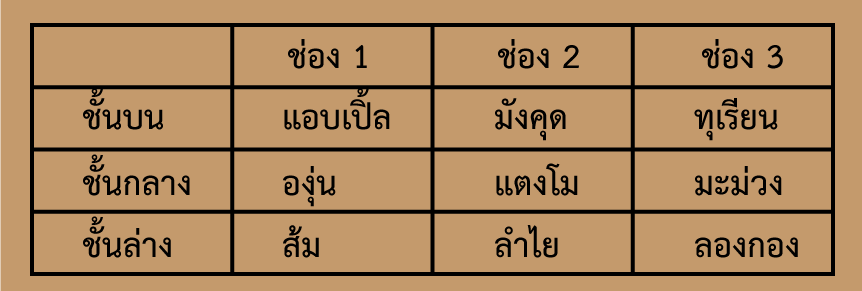 ช่อง 1 ช่อง 2 ช่อง 3
ชั้นบน แอบเปิ้ล มังคุด ทุเรียน
ชั้นกลาง องุ่น แตงโม มะม่วง
ชั้นล่าง ส้ม ลำไย ลองกอง